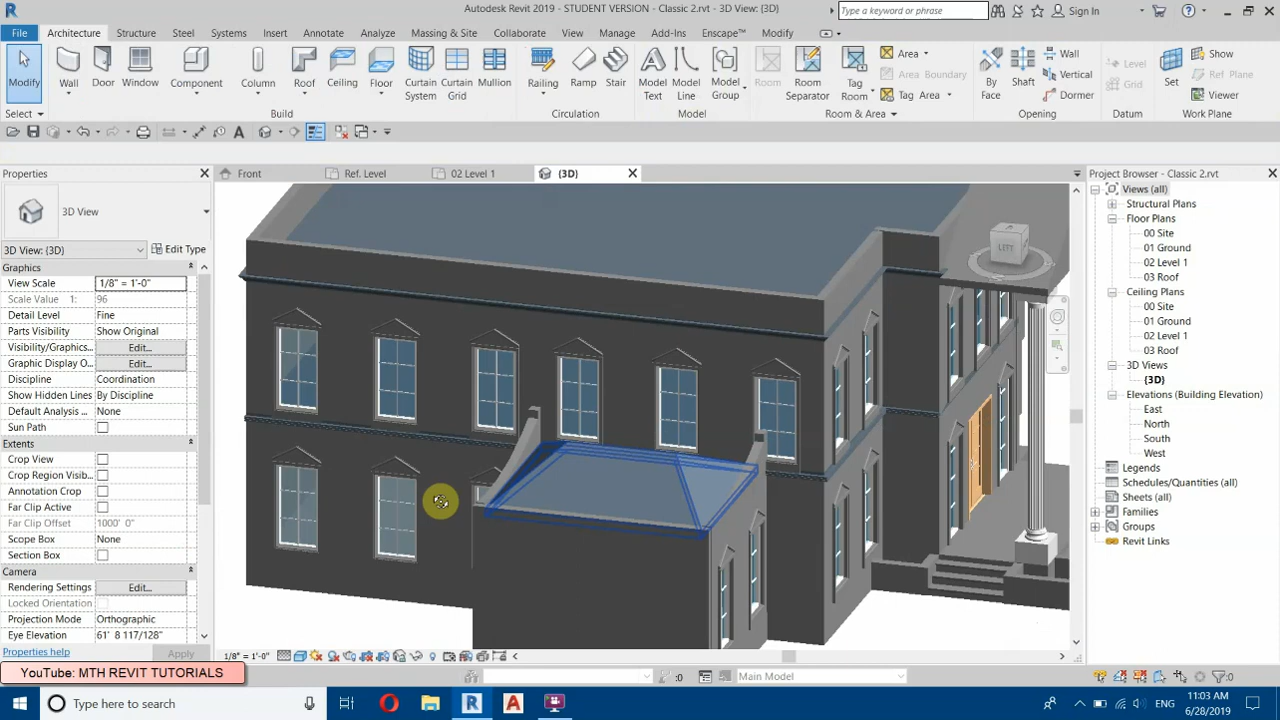 Autodesk Revit 2019 - STUDENT VERSION - Classic 2.rvt - 3D View: {3D}
Type a keyword or phrase
Sign In
File Architecture Structure Steel Systems Insert Annotate Analyze Massing & Site Collaborate View Manage Add-Ins Enscape™ Modify
Modify Wall Door Window Component Column Roof Ceiling Floor Curtain System Curtain Grid Mullion Railing Ramp Stair Model Text Model Line Model Group Room Room Separator Tag Room
Area
Area Boundary
Tag Area
By Face Shaft Wall Vertical Dormer
Level
Grid
Set Show
Ref Plane
Viewer
Select Build Circulation Model Room & Area Opening Datum Work Plane
Properties
Front Ref. Level 02 Level 1 (3D)
Project Browser - Classic 2.rvt
3D View
3D View: {3D} Edit Type
Graphics
View Scale 1/8" = 1'-0"
Scale Value 1: 96
Detail Level Fine
Parts Visibility Show Original
Visibility/Graphics... Edit...
Graphic Display O... Edit...
Discipline Coordination
Show Hidden Lines By Discipline
Default Analysis ... None
Sun Path
Extents
Crop View
Crop Region Visib...
Annotation Crop
Far Clip Active
Far Clip Offset 1000' 0"
Scope Box None
Section Box
Camera
Rendering Settings Edit...
Locked Orientation
Projection Mode Orthographic
Eye Elevation 61' 8 117/128"
Properties help Apply
LEFT
Views (all)
Structural Plans
Floor Plans
00 Site
01 Ground
02 Level 1
03 Roof
Ceiling Plans
00 Site
01 Ground
02 Level 1
03 Roof
3D Views
{3D}
Elevations (Building Elevation)
East
North
South
West
Legends
Schedules/Quantities (all)
Sheets (all)
Families
Groups
Revit Links
1/8" = 1'-0"
YouTube: MTH REVIT TUTORIALS
:0 Main Model :0
Type here to search
ENG
11:03 AM
6/28/2019